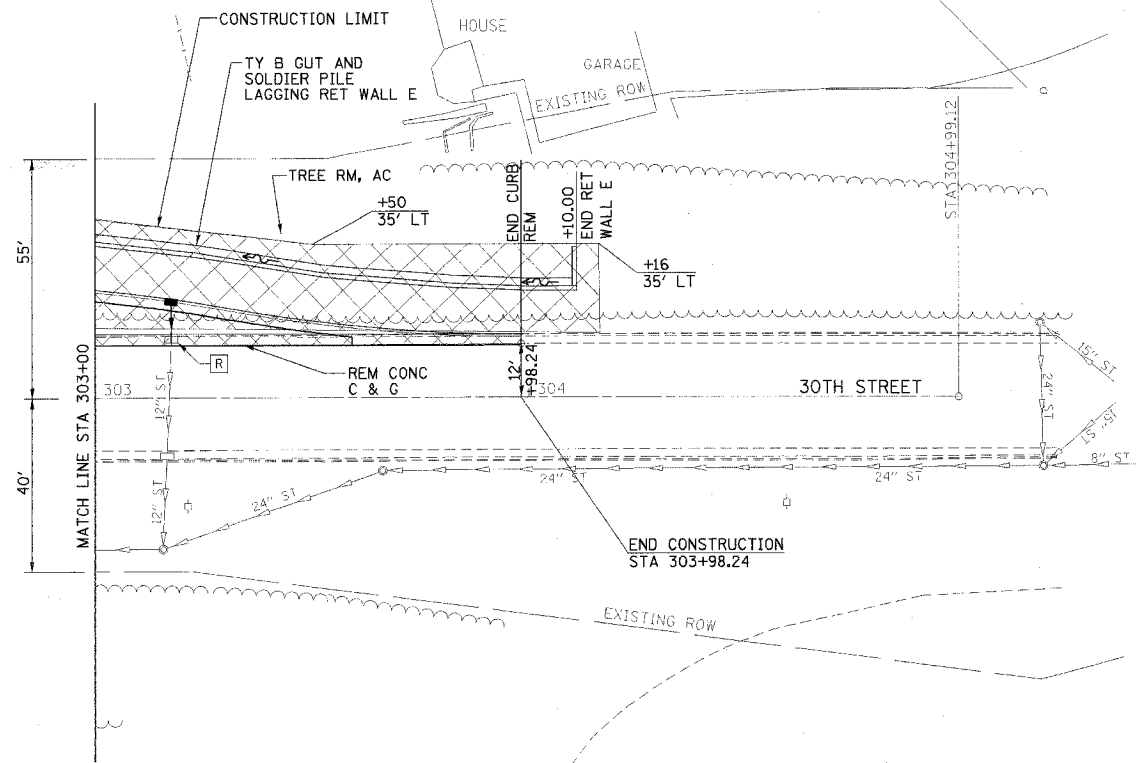 CONSTRUCTION LIMIT
HOUSE
TY B GUT AND
SOLDIER PILE
LAGGING RET WALL E
GARAGE
EXISTING ROW
STA 304+99.12
TREE RM, AC
+50
35' LT
END CURB
REM
+10.00
END RET
WALL E
+16
35' LT
55'
R
REM CONC
C & G
12'
+98.24
303
304
30TH STREET
15" ST
24" ST
15" ST
8" ST
12" ST
12" ST
24" ST
24" ST
24" ST
40'
MATCH LINE STA 303+00
END CONSTRUCTION
STA 303+98.24
EXISTING ROW